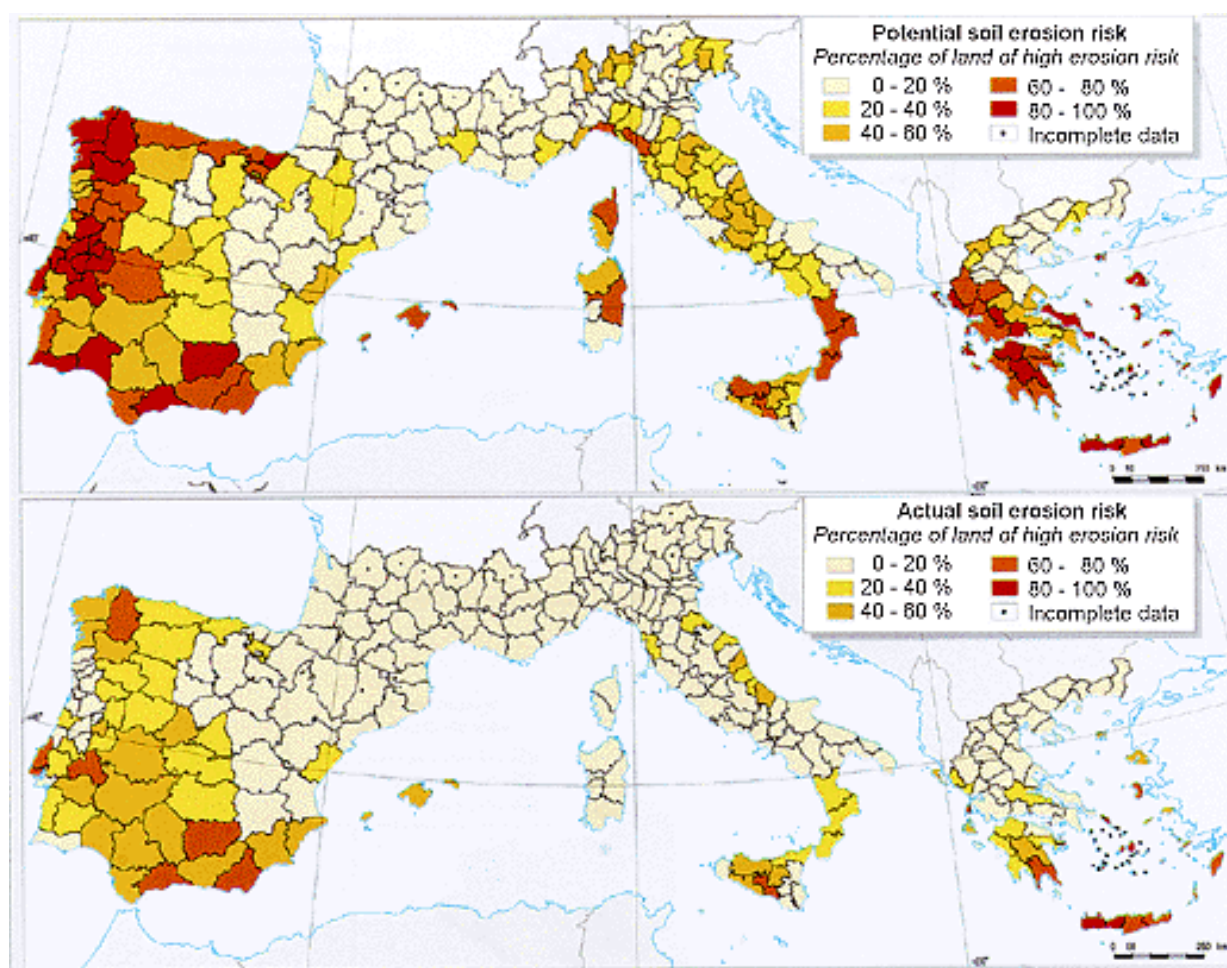 Potential soil erosion risk
Percentage of land of high erosion risk
0 - 20 % 60 - 80 %
20 - 40 % 80 - 100 %
40 - 60 % Incomplete data
Actual soil erosion risk
Percentage of land of high erosion risk
0 - 20 % 60 - 80 %
20 - 40 % 80 - 100 %
40 - 60 % Incomplete data